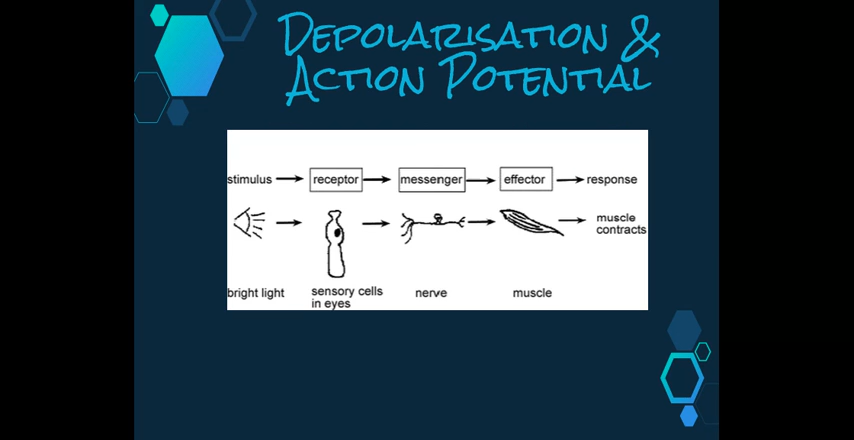 Depolarisation &
Action Potential
stimulus receptor messenger effector response
muscle
contracts
bright light sensory cells nerve muscle
in eyes